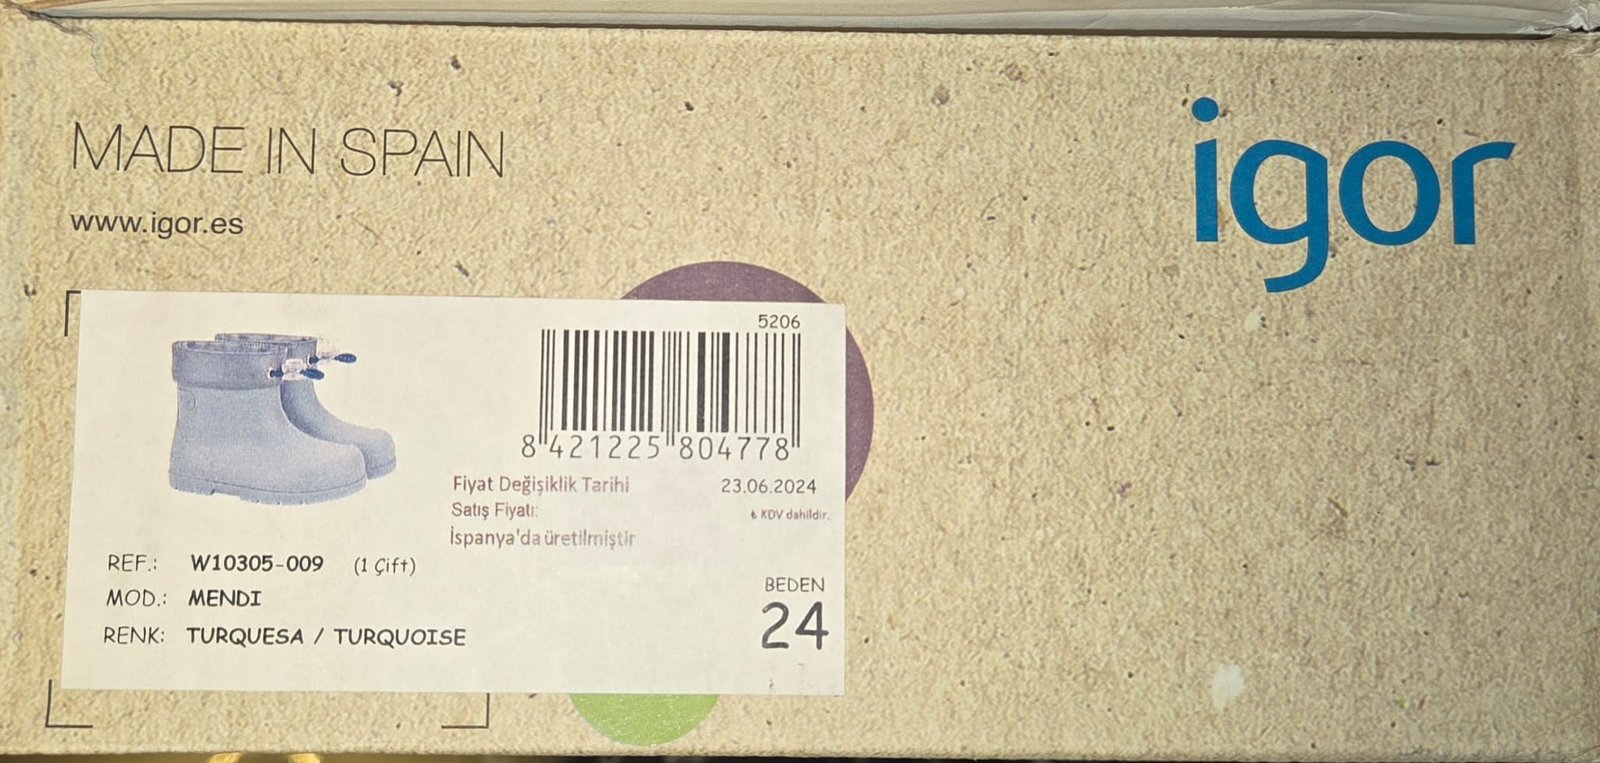 MADE IN SPAIN
www.igor.es
igor
5206
8 421225 804778
Fiyat Değişiklik Tarihi 23.06.2024
Satış Fiyatı: ₺ KDV dahildir.
İspanya'da üretilmiştir
REF.: W10305-009 (1 Çift)
MOD.: MENDI
RENK: TURQUESA / TURQUOISE
BEDEN
24